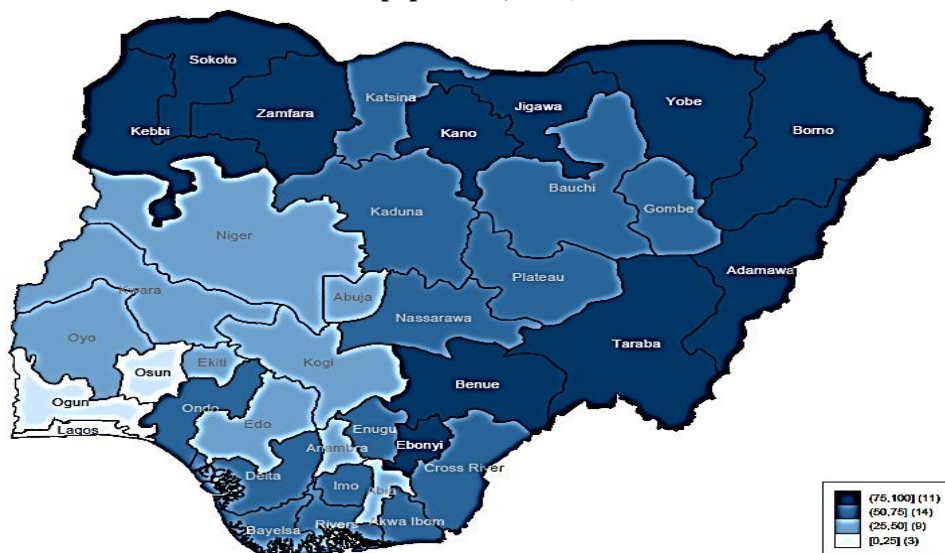 Sokoto
Katsina
Zamfara
Jigawa
Yobe
Kano
Kebbi
Borno
Bauchi
Kaduna
Gombe
Niger
Adamawa
Plateau
Abuja
Kwara
Nassarawa
Oyo
Taraba
Ekiti
Kogi
Osun
Benue
Ogun
Ondo
Edo
Lagos
Enugu
Anambra
Ebonyi
Cross River
Delta
Imo
Abia
Bayelsa
Rivers
Akwa Ibom
(75,100] (11)
(50,75] (14)
(25,50] (9)
[0,25] (3)